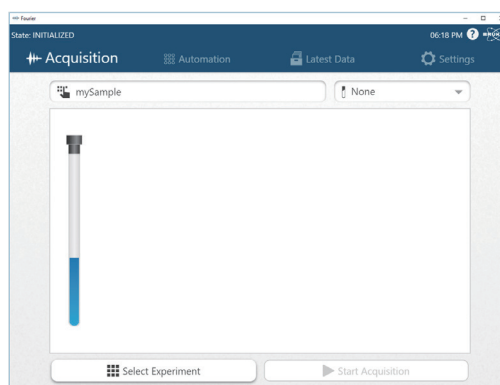 Fourier
State: INITIALIZED 06:18 PM ?
Acquisition Automation Latest Data Settings
mySample None
Select Experiment Start Acquisition